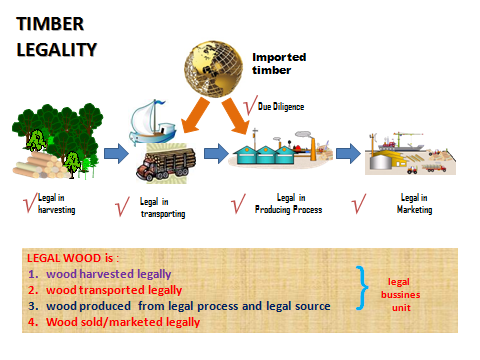 TIMBER
LEGALITY
Imported
timber
√ Due Diligence
√ Legal in
harvesting
√ Legal in
transporting
√ Legal in
Producing Process
√ Legal in
Marketing
LEGAL WOOD is :
1. wood harvested legally
2. wood transported legally
3. wood produced from legal process and legal source
4. Wood sold/marketed legally
legal
bussines
unit